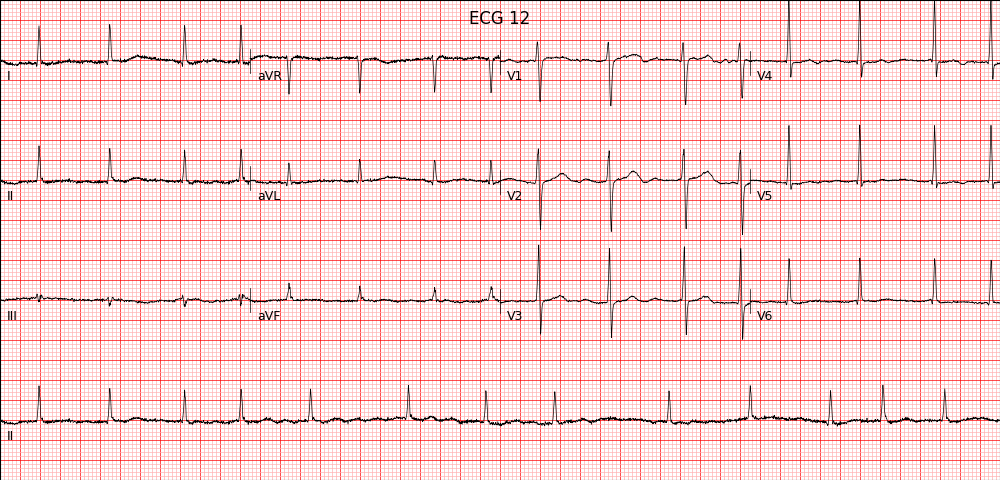 ECG 12
I aVR V1 V4
II aVL V2 V5
III aVF V3 V6
II